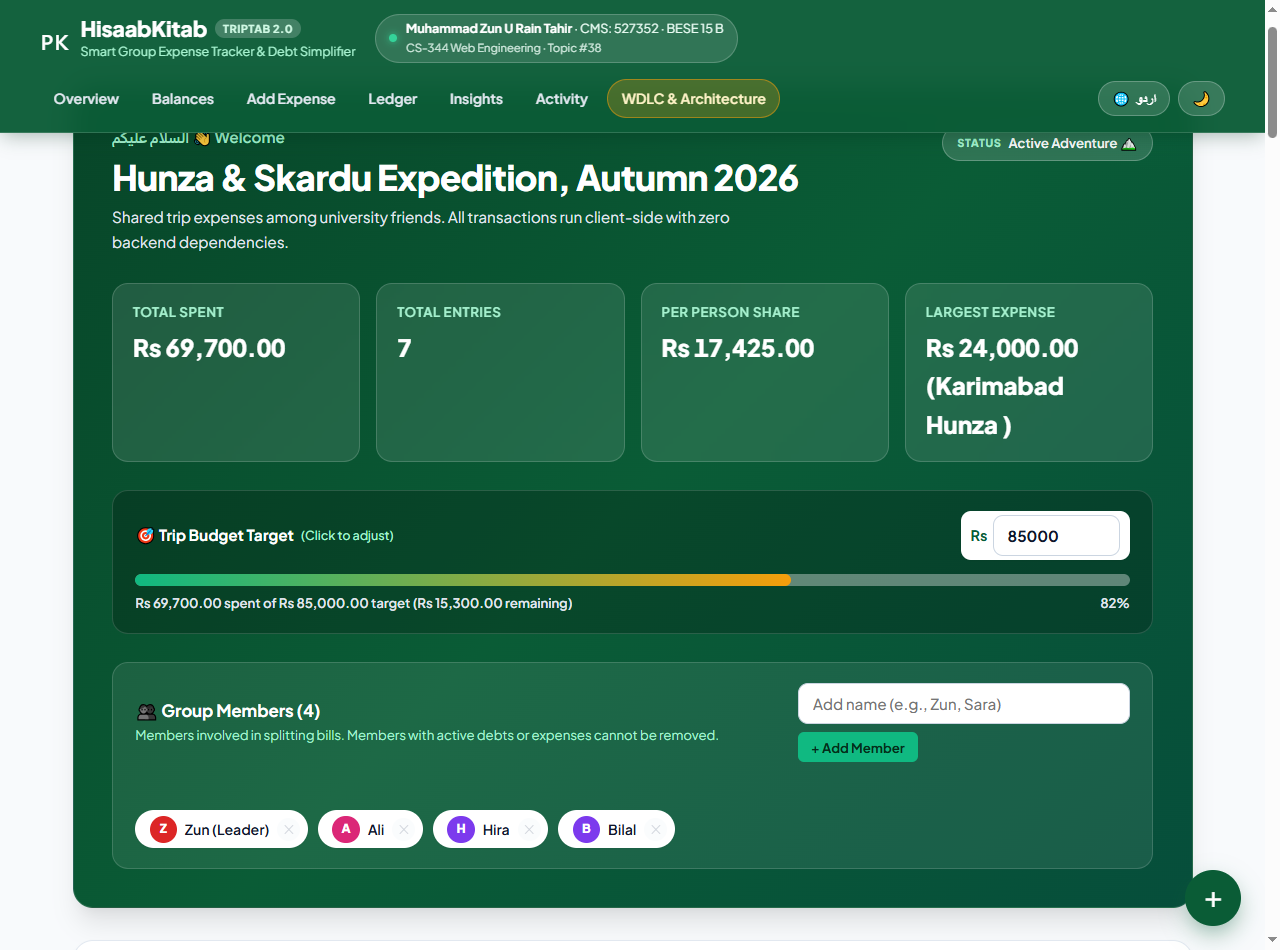 PK
HisaabKitab TRIPTAB 2.0
Smart Group Expense Tracker & Debt Simplifier
Muhammad Zun U Rain Tahir · CMS: 527352 · BESE 15 B
CS-344 Web Engineering · Topic #38
Overview Balances Add Expense Ledger Insights Activity WDLC & Architecture
🌐 اردو 🌙
السلام عليكم 👋 Welcome
STATUS Active Adventure 🏔️
Hunza & Skardu Expedition, Autumn 2026
Shared trip expenses among university friends. All transactions run client-side with zero
backend dependencies.
TOTAL SPENT
Rs 69,700.00
TOTAL ENTRIES
7
PER PERSON SHARE
Rs 17,425.00
LARGEST EXPENSE
Rs 24,000.00
(Karimabad
Hunza )
🎯 Trip Budget Target (Click to adjust)
Rs 85000
Rs 69,700.00 spent of Rs 85,000.00 target (Rs 15,300.00 remaining) 82%
👥 Group Members (4)
Members involved in splitting bills. Members with active debts or expenses cannot be removed.
Add name (e.g., Zun, Sara)
+ Add Member
Z Zun (Leader) ×
A Ali ×
H Hira ×
B Bilal ×
+